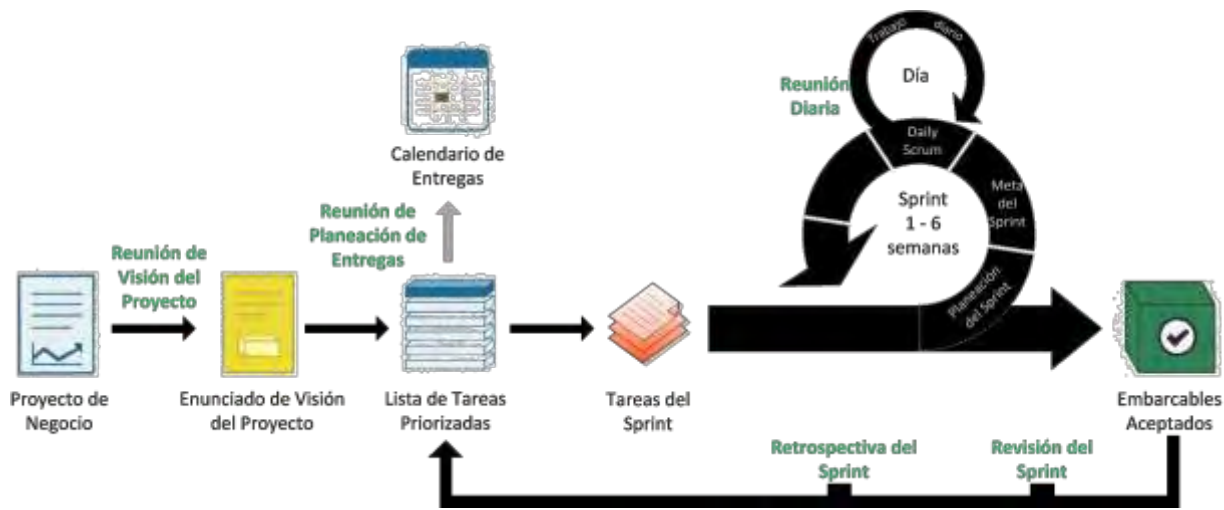 Trabajo diario
Día
Reunión
Diaria
Daily
Scrum
Calendario de
Entregas
Meta
del
Sprint
Sprint
1 - 6
semanas
Reunión de
Planeación de
Entregas
Reunión de
Visión del
Proyecto
Planeación
del Sprint
Proyecto de
Negocio
Enunciado de Visión
del Proyecto
Lista de Tareas
Priorizadas
Tareas del
Sprint
Embarcables
Aceptados
Retrospectiva del
Sprint
Revisión del
Sprint